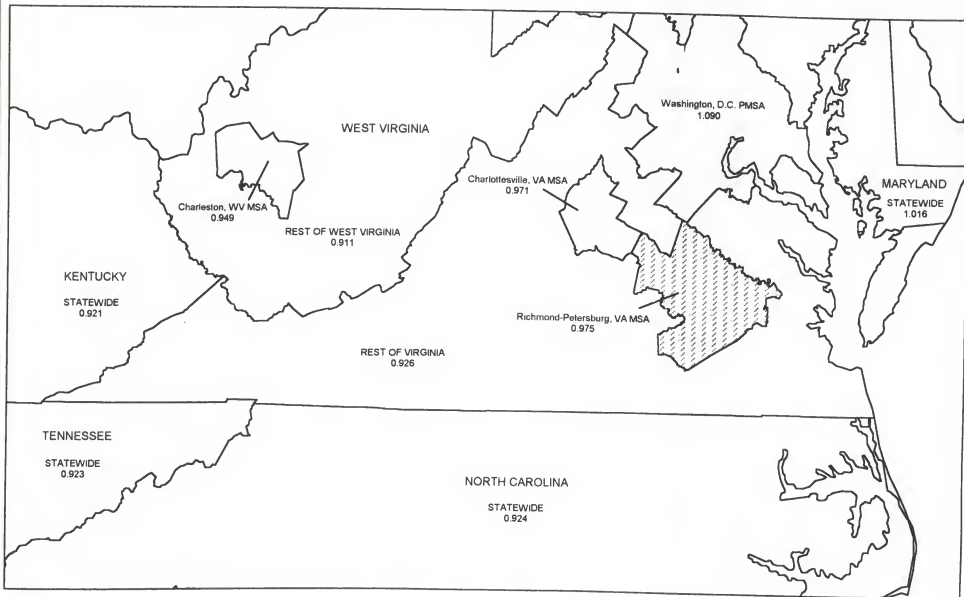 WEST VIRGINIA
Washington, D.C. PMSA
1.090
Charlottesville, VA MSA
0.971
MARYLAND
STATEWIDE
1.016
Charleston, WV MSA
0.949
REST OF WEST VIRGINIA
0.911
KENTUCKY
STATEWIDE
0.921
Richmond-Petersburg, VA MSA
0.975
REST OF VIRGINIA
0.926
TENNESSEE
STATEWIDE
0.923
NORTH CAROLINA
STATEWIDE
0.924